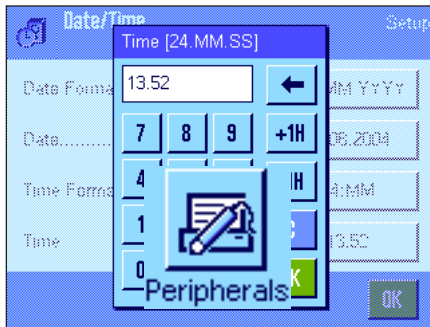 Date/Time
Setup
Time [24.MM.SS]
Date Forma
MM.YYYY
13.52
7 8 9 +1H
Date.........
06.2004
4
1H
Time Forma
4:MM
1
C
Time
13.52
0
K
Peripherals
OK